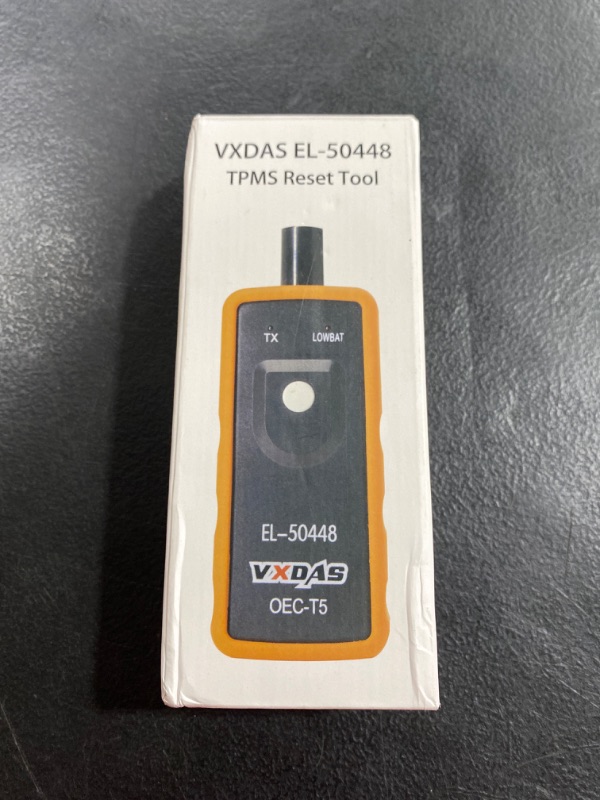 VXDAS EL-50448
TPMS Reset Tool
TX LOWBAT
EL-50448
VXDAS
OEC-T5